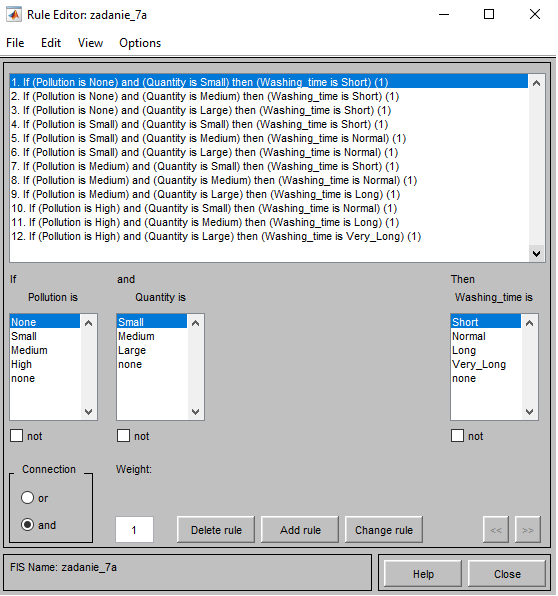 Rule Editor: zadanie_7a
File Edit View Options
1. If (Pollution is None) and (Quantity is Small) then (Washing_time is Short) (1)
2. If (Pollution is None) and (Quantity is Medium) then (Washing_time is Short) (1)
3. If (Pollution is None) and (Quantity is Large) then (Washing_time is Short) (1)
4. If (Pollution is Small) and (Quantity is Small) then (Washing_time is Short) (1)
5. If (Pollution is Small) and (Quantity is Medium) then (Washing_time is Normal) (1)
6. If (Pollution is Small) and (Quantity is Large) then (Washing_time is Normal) (1)
7. If (Pollution is Medium) and (Quantity is Small) then (Washing_time is Short) (1)
8. If (Pollution is Medium) and (Quantity is Medium) then (Washing_time is Normal) (1)
9. If (Pollution is Medium) and (Quantity is Large) then (Washing_time is Long) (1)
10. If (Pollution is High) and (Quantity is Small) then (Washing_time is Normal) (1)
11. If (Pollution is High) and (Quantity is Medium) then (Washing_time is Long) (1)
12. If (Pollution is High) and (Quantity is Large) then (Washing_time is Very_Long) (1)
If and Then
Pollution is Quantity is Washing_time is
None Small Short
Small Medium Normal
Medium Large Long
High none Very_Long
none none
not not not
Connection Weight:
or
and 1 Delete rule Add rule Change rule << >>
FIS Name: zadanie_7a Help Close